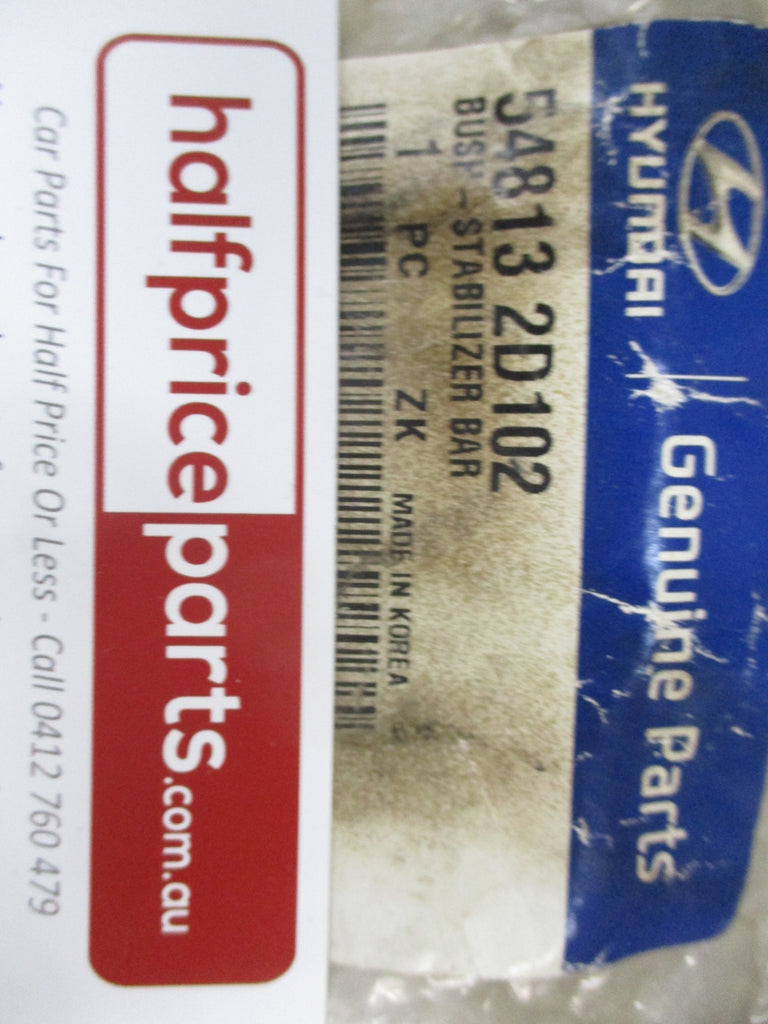 HYUNDAI | Genuine Parts
54813 2D102
BUSH-STABILIZER BAR
1 PC ZK MADE IN KOREA
halfpriceparts.com.au
Car Parts For Half Price Or Less - Call 0412 760 479